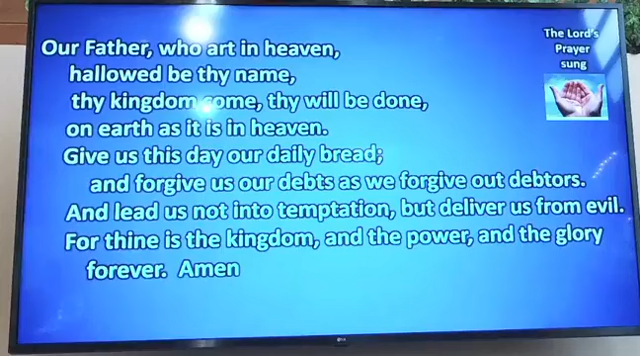 Our Father, who art in heaven,
hallowed be thy name,
thy kingdom come, thy will be done,
on earth as it is in heaven.
Give us this day our daily bread;
and forgive us our debts as we forgive out debtors.
And lead us not into temptation, but deliver us from evil.
For thine is the kingdom, and the power, and the glory
forever. Amen
The Lord's
Prayer
sung
LG